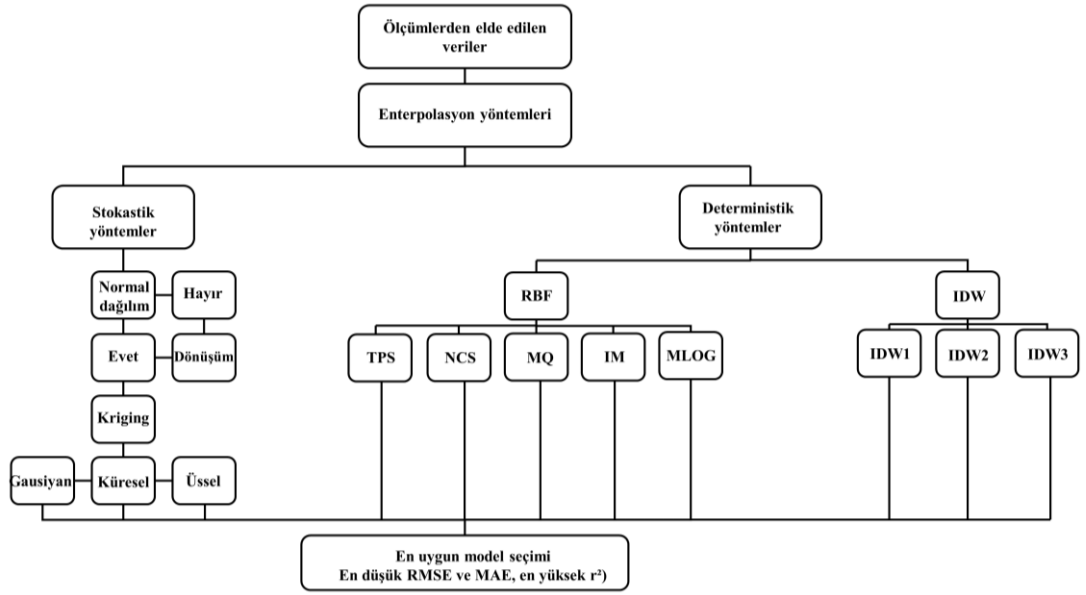 Ölçümlerden elde edilen
veriler
Enterpolasyon yöntemleri
Stokastik
yöntemler
Deterministik
yöntemler
Normal
dağılım
Hayır
RBF
IDW
Evet
Dönüşüm
TPS
NCS
MQ
IM
MLOG
IDW1
IDW2
IDW3
Kriging
Gausiyan
Küresel
Üssel
En uygun model seçimi
En düşük RMSE ve MAE, en yüksek r²)